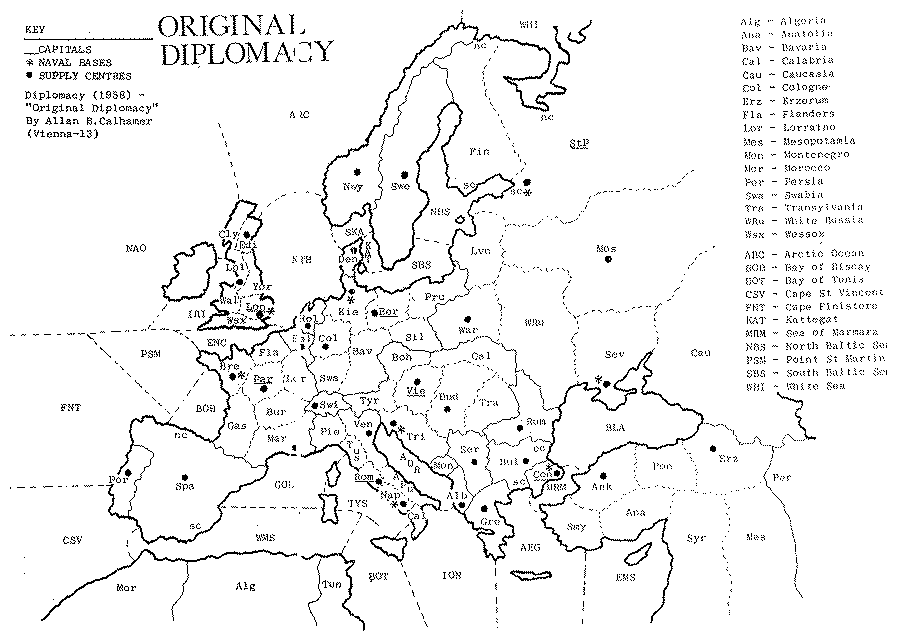 ORIGINAL
DIPLOMACY
KEY
CAPITALS
* NAVAL BASES
• SUPPLY CENTRES
Diplomacy (1958) -
"Original Diplomacy"
By Allan B.Calhamer
(Vienna-13)
Alg - Algeria
Ana - Anatolia
Bav - Bavaria
Cal - Calabria
Cau - Caucasia
Col - Cologne
Erz - Erzerum
Fla - Flanders
Lor - Lorraine
Mes - Mesopotamia
Mon - Montenegro
Mor - Morocco
Per - Persia
Swa - Swabia
Tra - Transylvania
WRu - White Russia
Wsx - Wessex
ARC - Arctic Ocean
BOB - Bay of Biscay
BOT - Bay of Tunis
CSV - Cape St Vincent
FNT - Cape Finistere
KAT - Kattegat
MRM - Sea of Marmara
NBS - North Baltic Sea
PSM - Point St Martin
SBS - South Baltic Sea
WHI - White Sea
WHI
nc
ARC
nc
StP
Fin
Nwy
Swe
sc
sc
*
NBS
Cly
Edi
NAO
SKA
Lvn
Mos
NTH
Den
SBS
Lpl
Yor
Wal
Lon
*
*
Kie
Ber
Pru
IRI
Wsx
Hol
War
WRu
ENC
Col
Sil
PSM
Fla
Bav
Boh
Gal
Sev
Cau
Bre
*
Par
Swa
Vie
*
FNT
BOB
Bur
Swi
Tyr
Bud
Tra
Gas
Ven
*
Rum
BLA
nc
Mar
Pie
Tri
Tus
ADR
Mon
Ser
Bul
ec
Pon
Erz
Por
Spa
GOL
Rom
Apu
sc
Con
*
MRM
Ank
Per
Nap
*
Alb
TYS
Cal
Gre
Ana
sc
Smy
CSV
WMS
AEG
Syr
Mes
Mor
Alg
Tun
BOT
ION
EMS